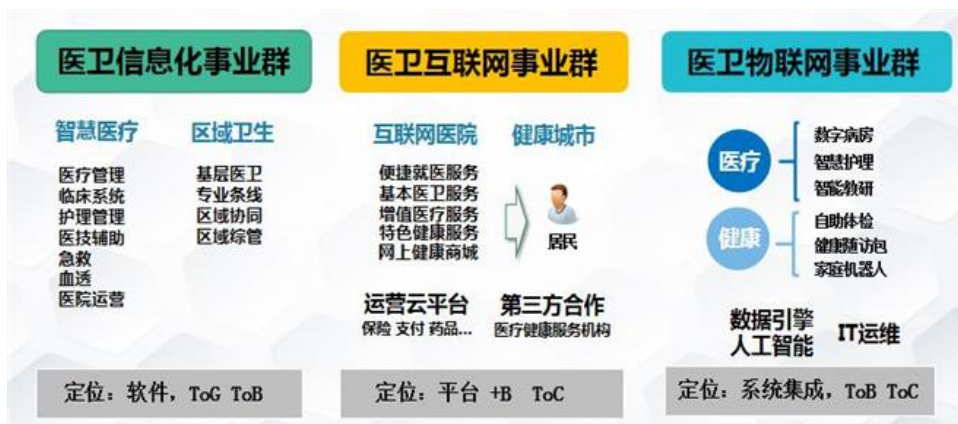 医卫信息化事业群
智慧医疗
医疗管理
临床系统
护理管理
医技辅助
急救
血透
医院运营
区域卫生
基层医卫
专业条线
区域协同
区域综管
定位：软件，ToG ToB
医卫互联网事业群
互联网医院
便捷就医服务
基本医卫服务
增值医疗服务
特色健康服务
网上健康商城
健康城市
居民
运营云平台
保险 支付 药品...
第三方合作
医疗健康服务机构
定位：平台 +B ToC
医卫物联网事业群
医疗
数字病房
智慧护理
智能教研
健康
自助体检
健康随访包
家庭机器人
数据引擎
人工智能
IT运维
定位：系统集成，ToB ToC